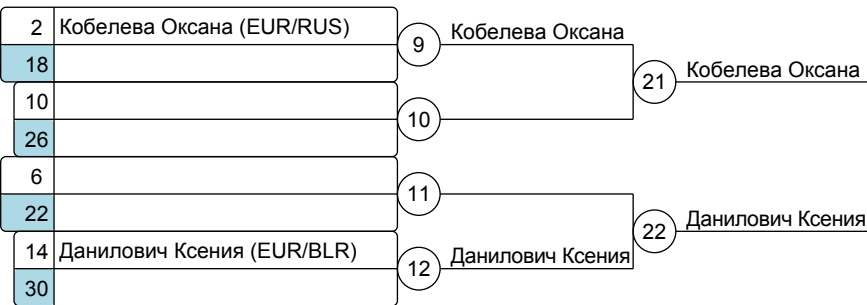 2 Кобелева Оксана (EUR/RUS)
9 Кобелева Оксана
18
21 Кобелева Оксана
10
10
26
6
11
22
22 Данилович Ксения
14 Данилович Ксения (EUR/BLR)
12 Данилович Ксения
30